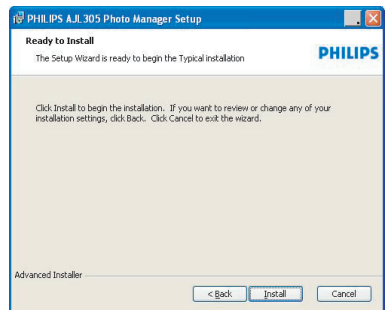 PHILIPS AJL305 Photo Manager Setup
Ready to Install
The Setup Wizard is ready to begin the Typical installation
PHILIPS
Click Install to begin the installation. If you want to review or change any of your
installation settings, click Back. Click Cancel to exit the wizard.
Advanced Installer
< Back
Install
Cancel